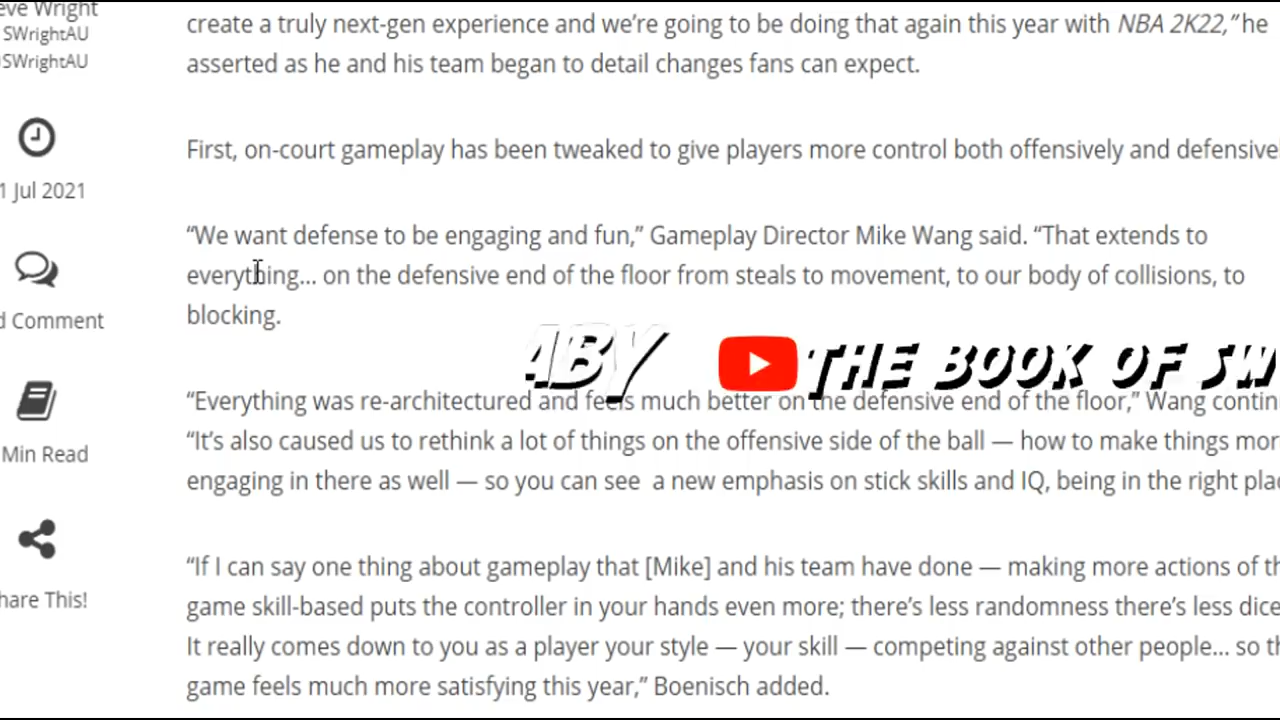 eve Wright
SWrightAU
SWrightAU
1 Jul 2021
d Comment
Min Read
hare This!
create a truly next-gen experience and we’re going to be doing that again this year with NBA 2K22,” he
asserted as he and his team began to detail changes fans can expect.
First, on-court gameplay has been tweaked to give players more control both offensively and defensive
“We want defense to be engaging and fun,” Gameplay Director Mike Wang said. “That extends to
everything... on the defensive end of the floor from steals to movement, to our body of collisions, to
blocking.
ABY THE BOOK OF SW
“Everything was re-architectured and feels much better on the defensive end of the floor,” Wang contin
“It’s also caused us to rethink a lot of things on the offensive side of the ball — how to make things mor
engaging in there as well — so you can see a new emphasis on stick skills and IQ, being in the right pla
“If I can say one thing about gameplay that [Mike] and his team have done — making more actions of th
game skill-based puts the controller in your hands even more; there’s less randomness there’s less dice
It really comes down to you as a player your style — your skill — competing against other people... so th
game feels much more satisfying this year,” Boenisch added.